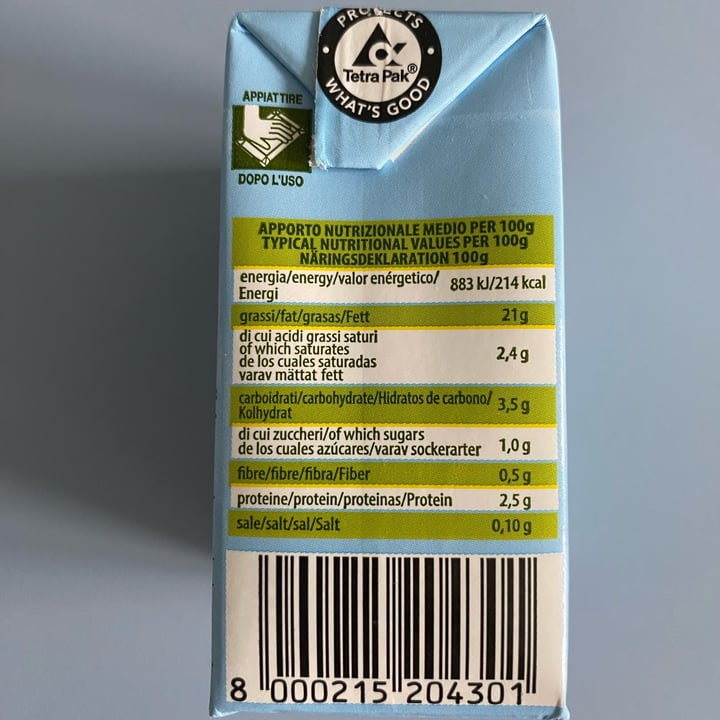 PROTECTS
Tetra Pak®
WHAT'S GOOD
APPIATTIRE
DOPO L'USO
APPORTO NUTRIZIONALE MEDIO PER 100g
TYPICAL NUTRITIONAL VALUES PER 100g
NÄRINGSDEKLARATION 100g
energia/energy/valor enérgetico/ 883 kJ/214 kcal
Energi
grassi/fat/grasas/Fett 21g
di cui acidi grassi saturi
of which saturates
de los cuales saturadas 2,4 g
varav mättat fett
carboidrati/carbohydrate/Hidratos de carbono/ 3,5 g
Kolhydrat
di cui zuccheri/of which sugars
de los cuales azúcares/varav sockerarter 1,0 g
fibre/fibre/fibra/Fiber 0,5 g
proteine/protein/proteinas/Protein 2,5 g
sale/salt/sal/Salt 0,10 g
8 000215 204301